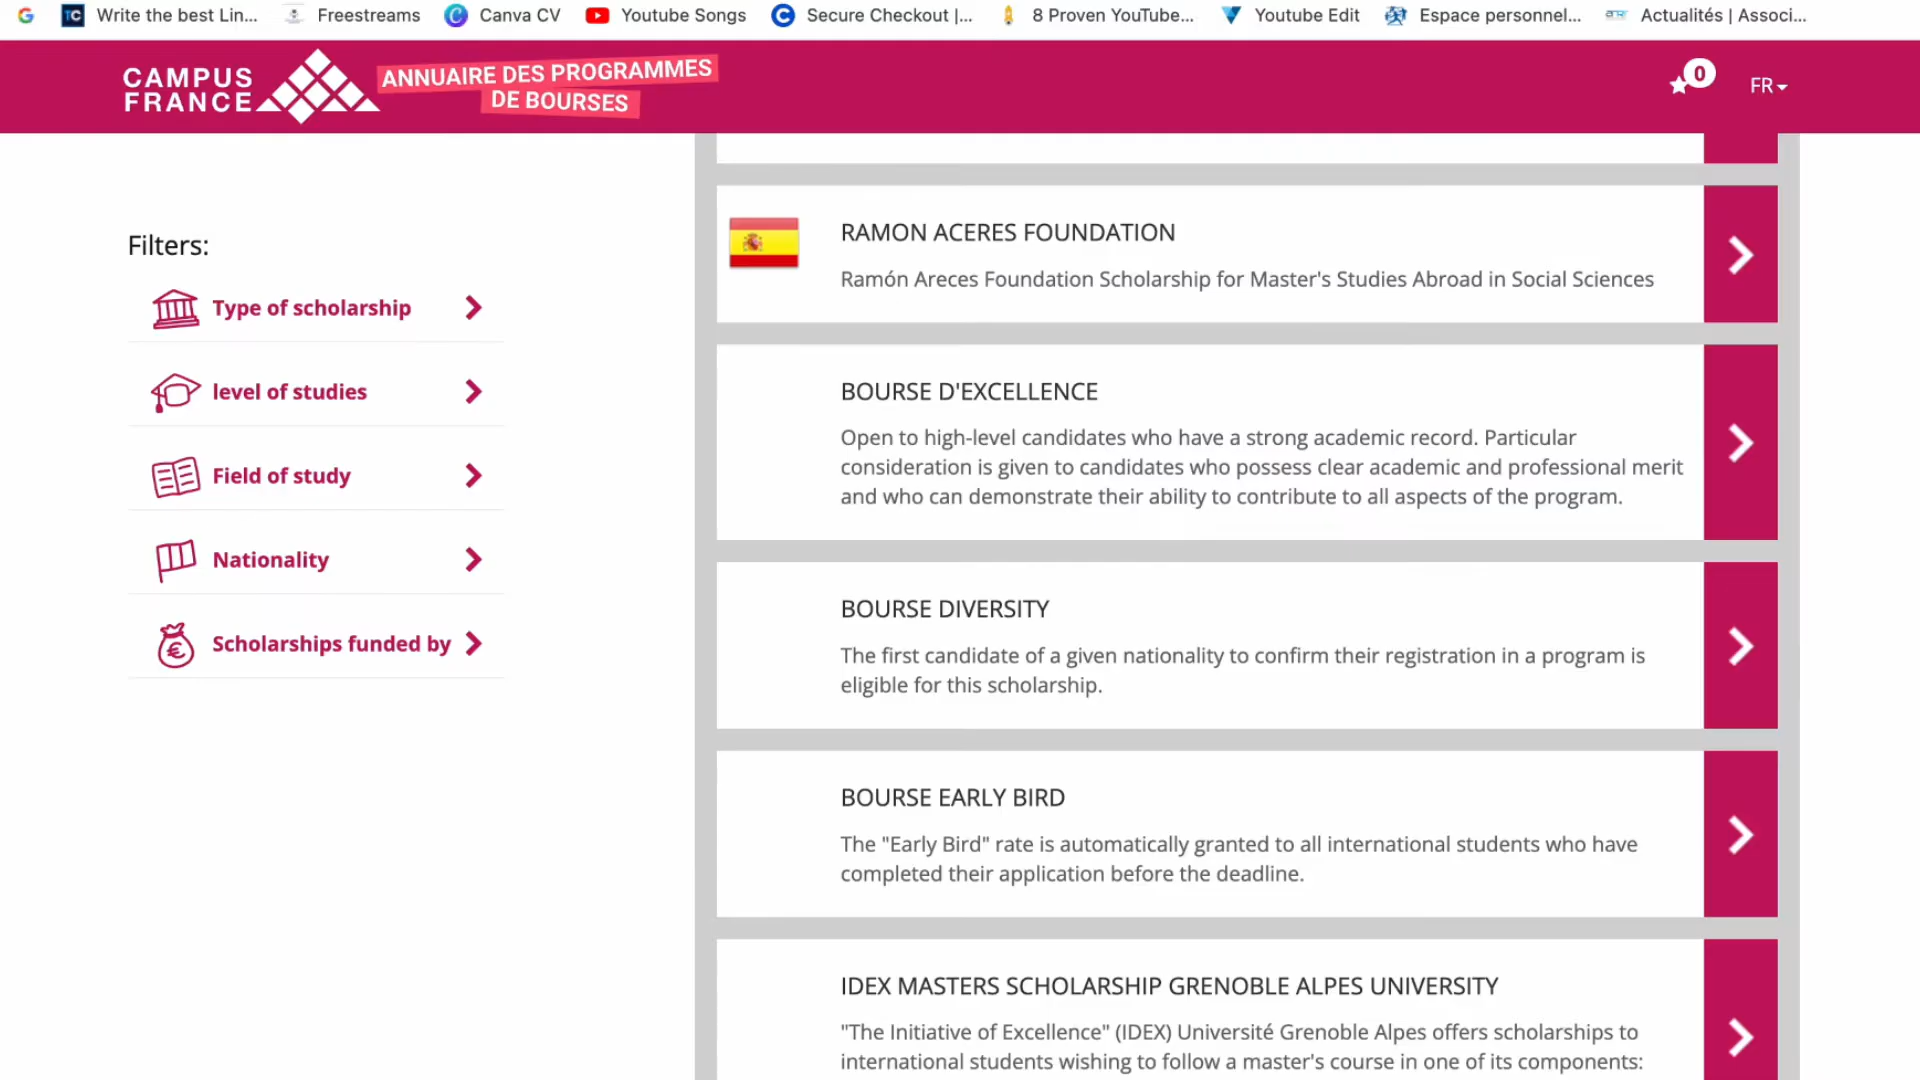 Write the best Lin...
Freestreams
Canva CV
Youtube Songs
Secure Checkout |...
8 Proven YouTube...
Youtube Edit
Espace personnel...
Actualités | Associ...
CAMPUS
FRANCE
ANNUAIRE DES PROGRAMMES
DE BOURSES
0
FR
Filters:
Type of scholarship
level of studies
Field of study
Nationality
Scholarships funded by
RAMON ACERES FOUNDATION
Ramón Areces Foundation Scholarship for Master's Studies Abroad in Social Sciences
BOURSE D'EXCELLENCE
Open to high-level candidates who have a strong academic record. Particular
consideration is given to candidates who possess clear academic and professional merit
and who can demonstrate their ability to contribute to all aspects of the program.
BOURSE DIVERSITY
The first candidate of a given nationality to confirm their registration in a program is
eligible for this scholarship.
BOURSE EARLY BIRD
The "Early Bird" rate is automatically granted to all international students who have
completed their application before the deadline.
IDEX MASTERS SCHOLARSHIP GRENOBLE ALPES UNIVERSITY
"The Initiative of Excellence" (IDEX) Université Grenoble Alpes offers scholarships to
international students wishing to follow a master's course in one of its components: